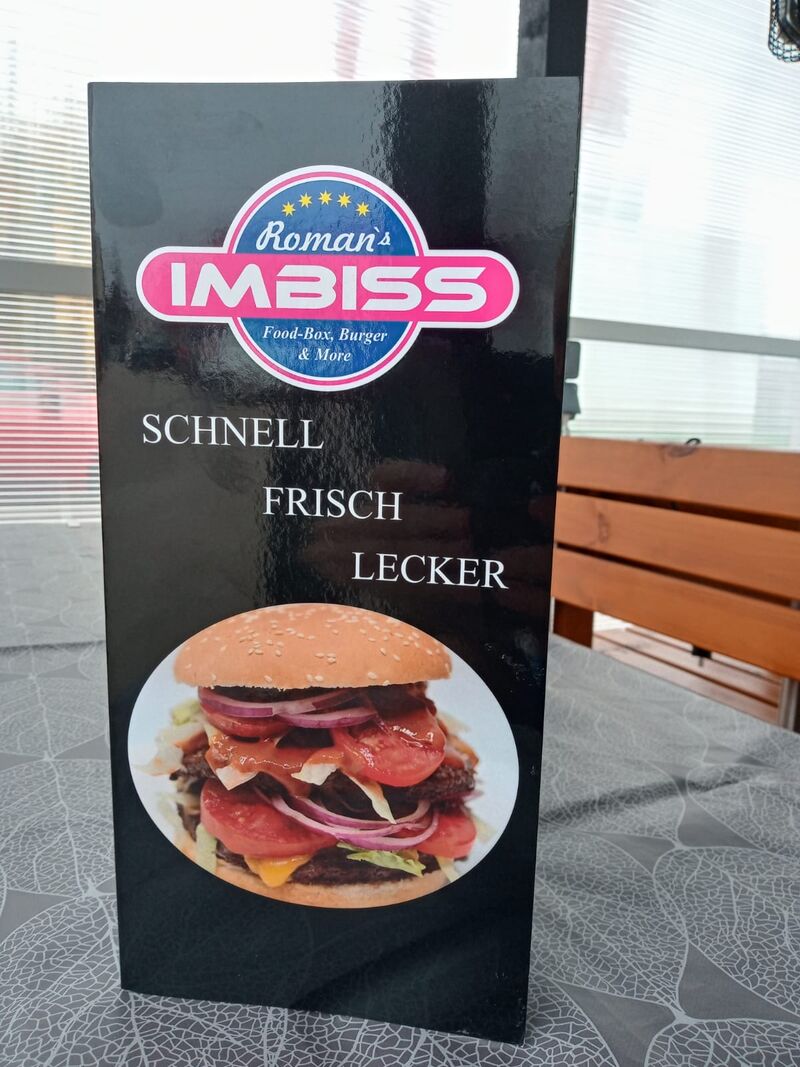 Roman`s
IMBISS
Food-Box, Burger
& More
SCHNELL
FRISCH
LECKER